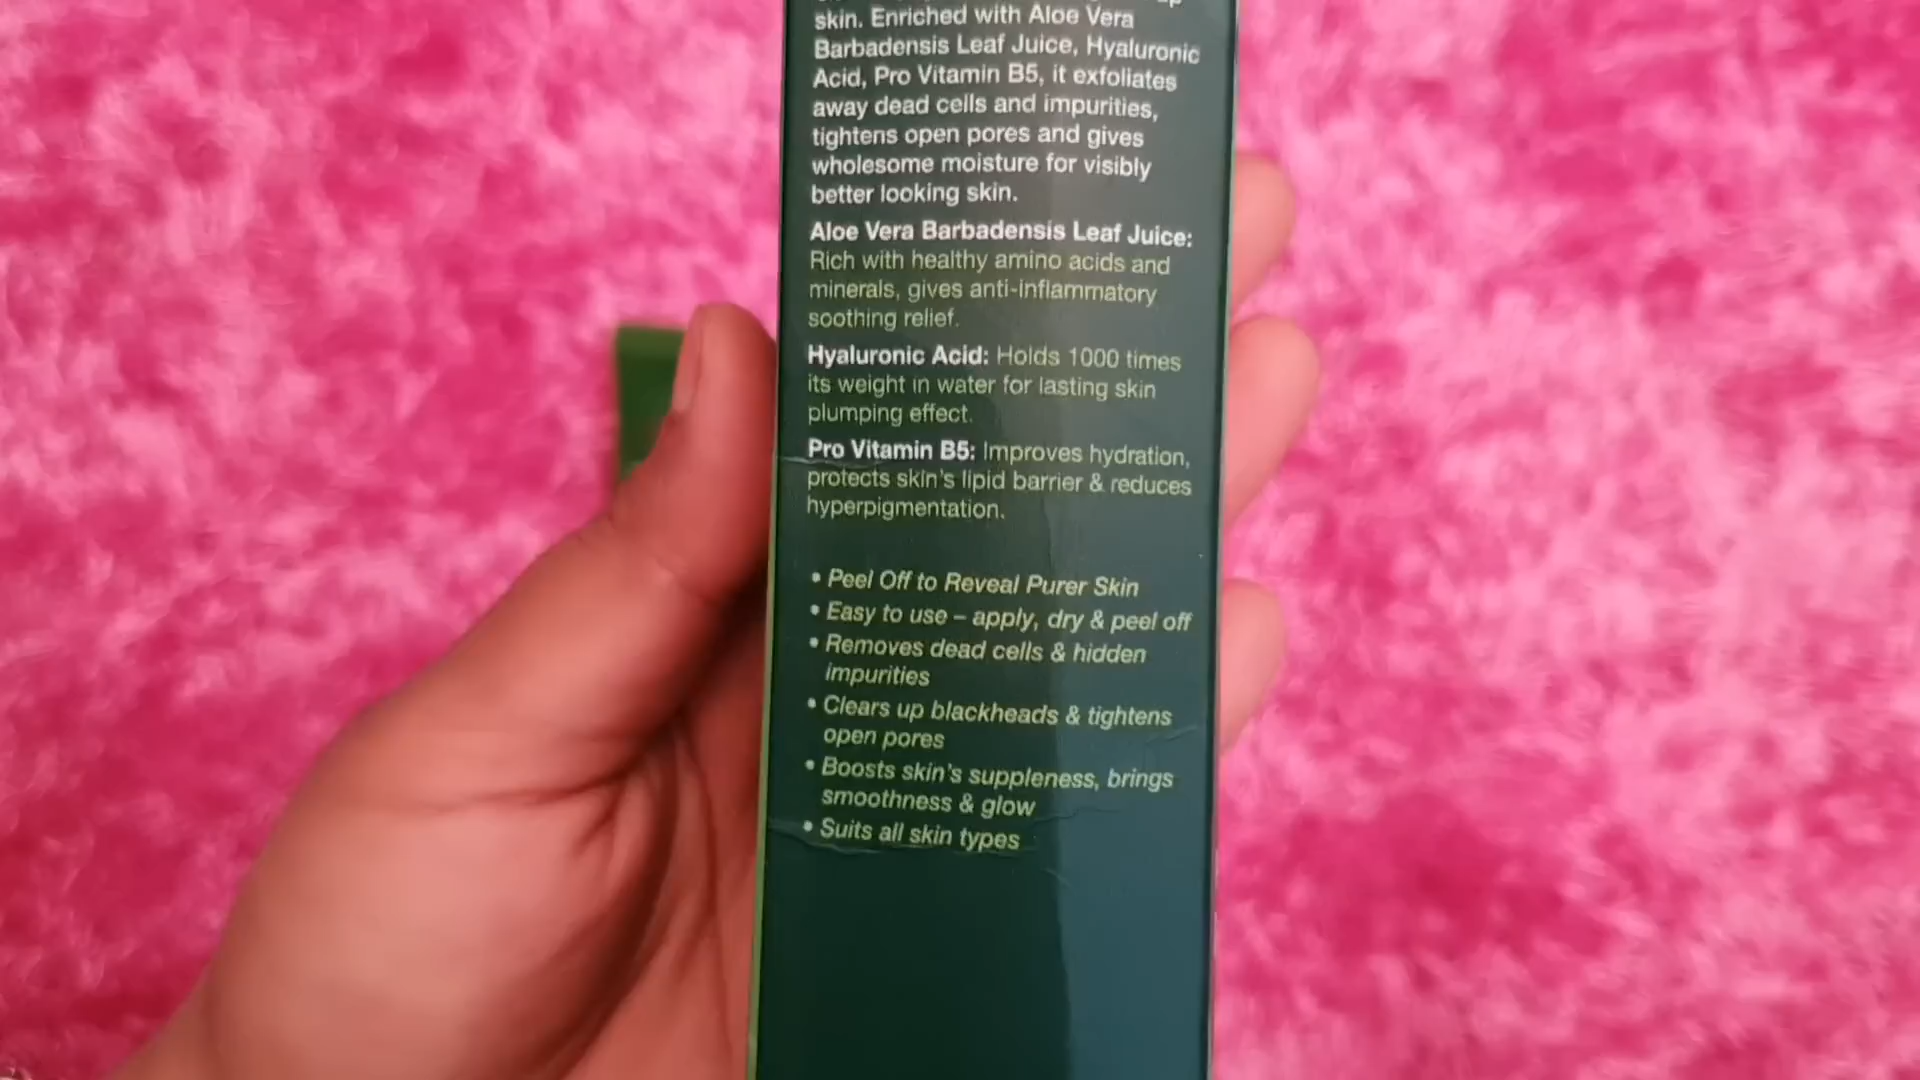 skin. Enriched with Aloe Vera
Barbadensis Leaf Juice, Hyaluronic
Acid, Pro Vitamin B5, it exfoliates
away dead cells and impurities,
tightens open pores and gives
wholesome moisture for visibly
better looking skin.
Aloe Vera Barbadensis Leaf Juice:
Rich with healthy amino acids and
minerals, gives anti-inflammatory
soothing relief.
Hyaluronic Acid: Holds 1000 times
its weight in water for lasting skin
plumping effect.
Pro Vitamin B5: Improves hydration,
protects skin's lipid barrier & reduces
hyperpigmentation.
• Peel Off to Reveal Purer Skin
• Easy to use – apply, dry & peel off
• Removes dead cells & hidden
impurities
• Clears up blackheads & tightens
open pores
• Boosts skin's suppleness, brings
smoothness & glow
• Suits all skin types